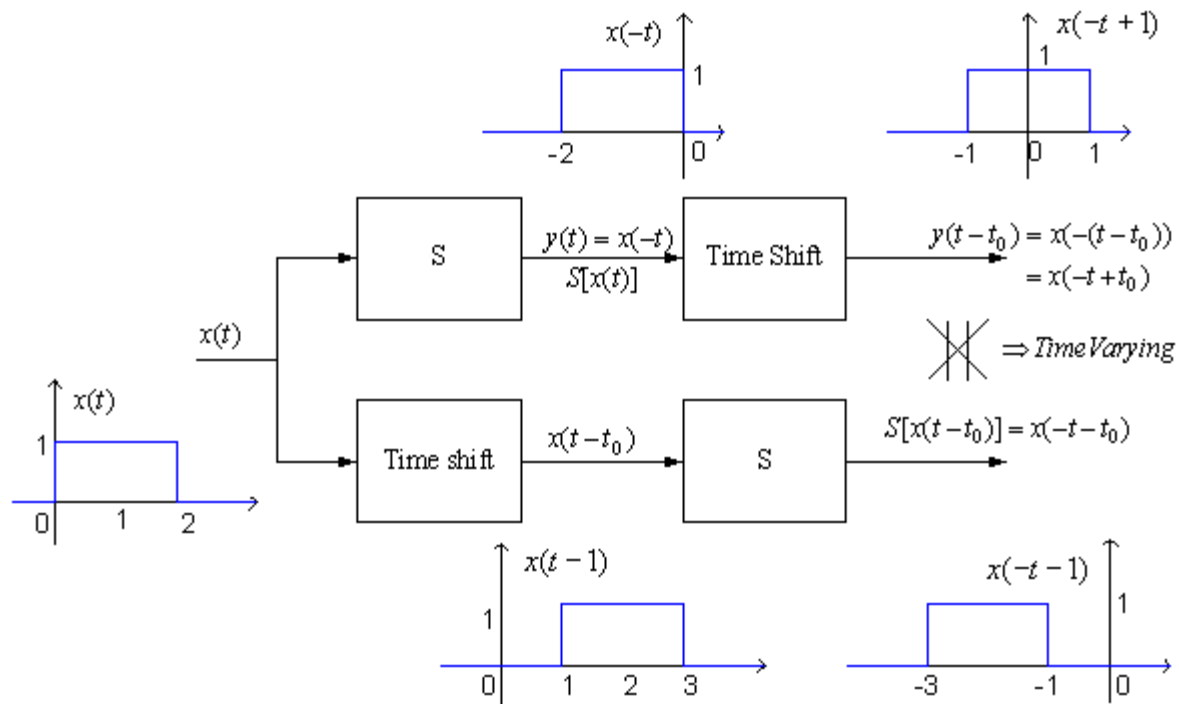 x(−t)
1
-2
0
x(−t + 1)
1
-1
0
1
S
y(t) = x(−t)
S[x(t)]
Time Shift
y(t−t₀) = x(−(t−t₀))
= x(−t+t₀)
x(t)
⇒ Time Varying
x(t)
1
0
1
2
Time shift
x(t−t₀)
S
S[x(t−t₀)] = x(−t−t₀)
x(t−1)
1
0
1
2
3
x(−t−1)
1
-3
-1
0